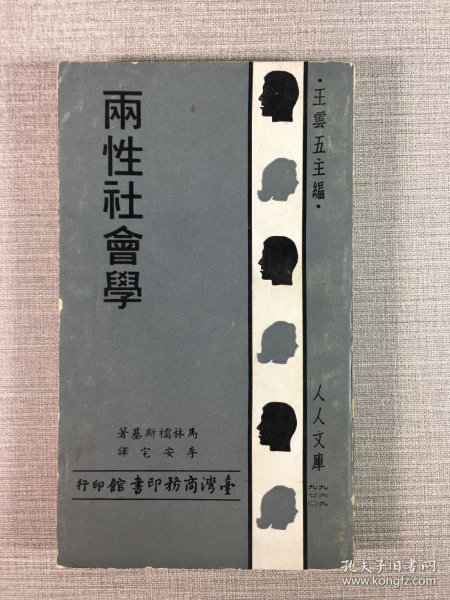 ・王雲五主編・
人人文庫
九六九
九七〇
兩性社會學
馬林檽斯基著
李安宅譯
臺灣商務印書館印行
孔夫子旧书网
www.kongfz.com